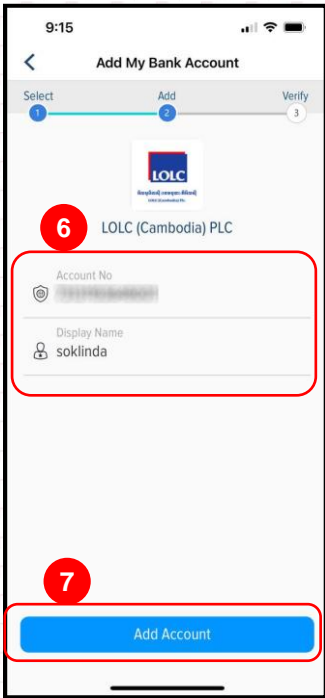 9:15
Add My Bank Account
Select
Add
Verify
1
2
3
LOLC
6
LOLC (Cambodia) PLC
Account No
Display Name
soklinda
7
Add Account